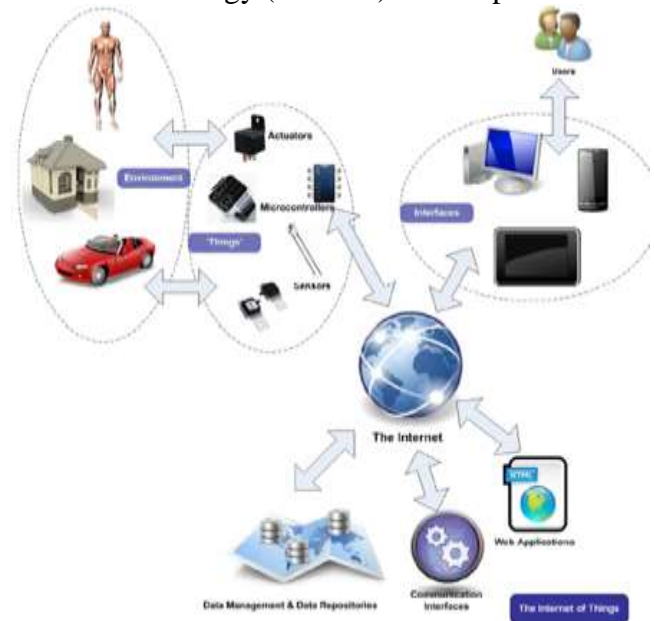 Users
Actuators
Environment
Microcontrollers
Interfaces
'Things'
Sensors
The Internet
HTML
Web Applications
Data Management & Data Repositories
Communication
Interfaces
The Internet of Things